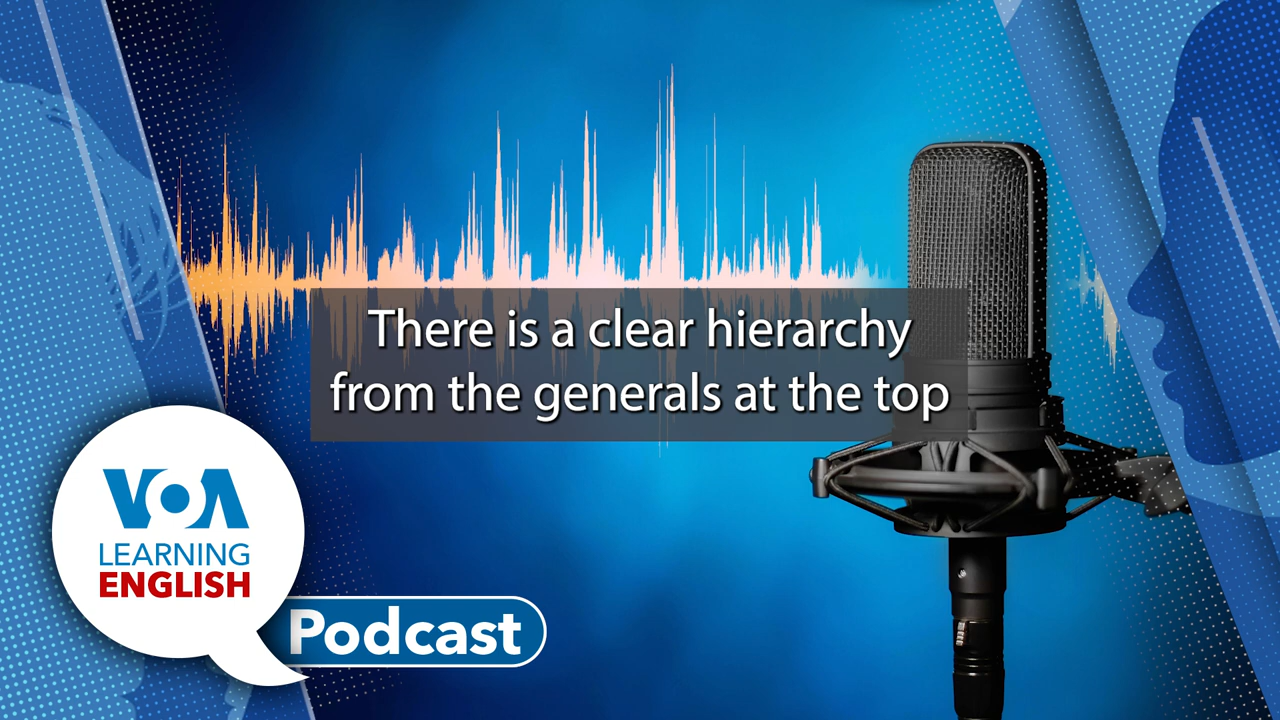 There is a clear hierarchy
from the generals at the top
VOA
LEARNING
ENGLISH
Podcast